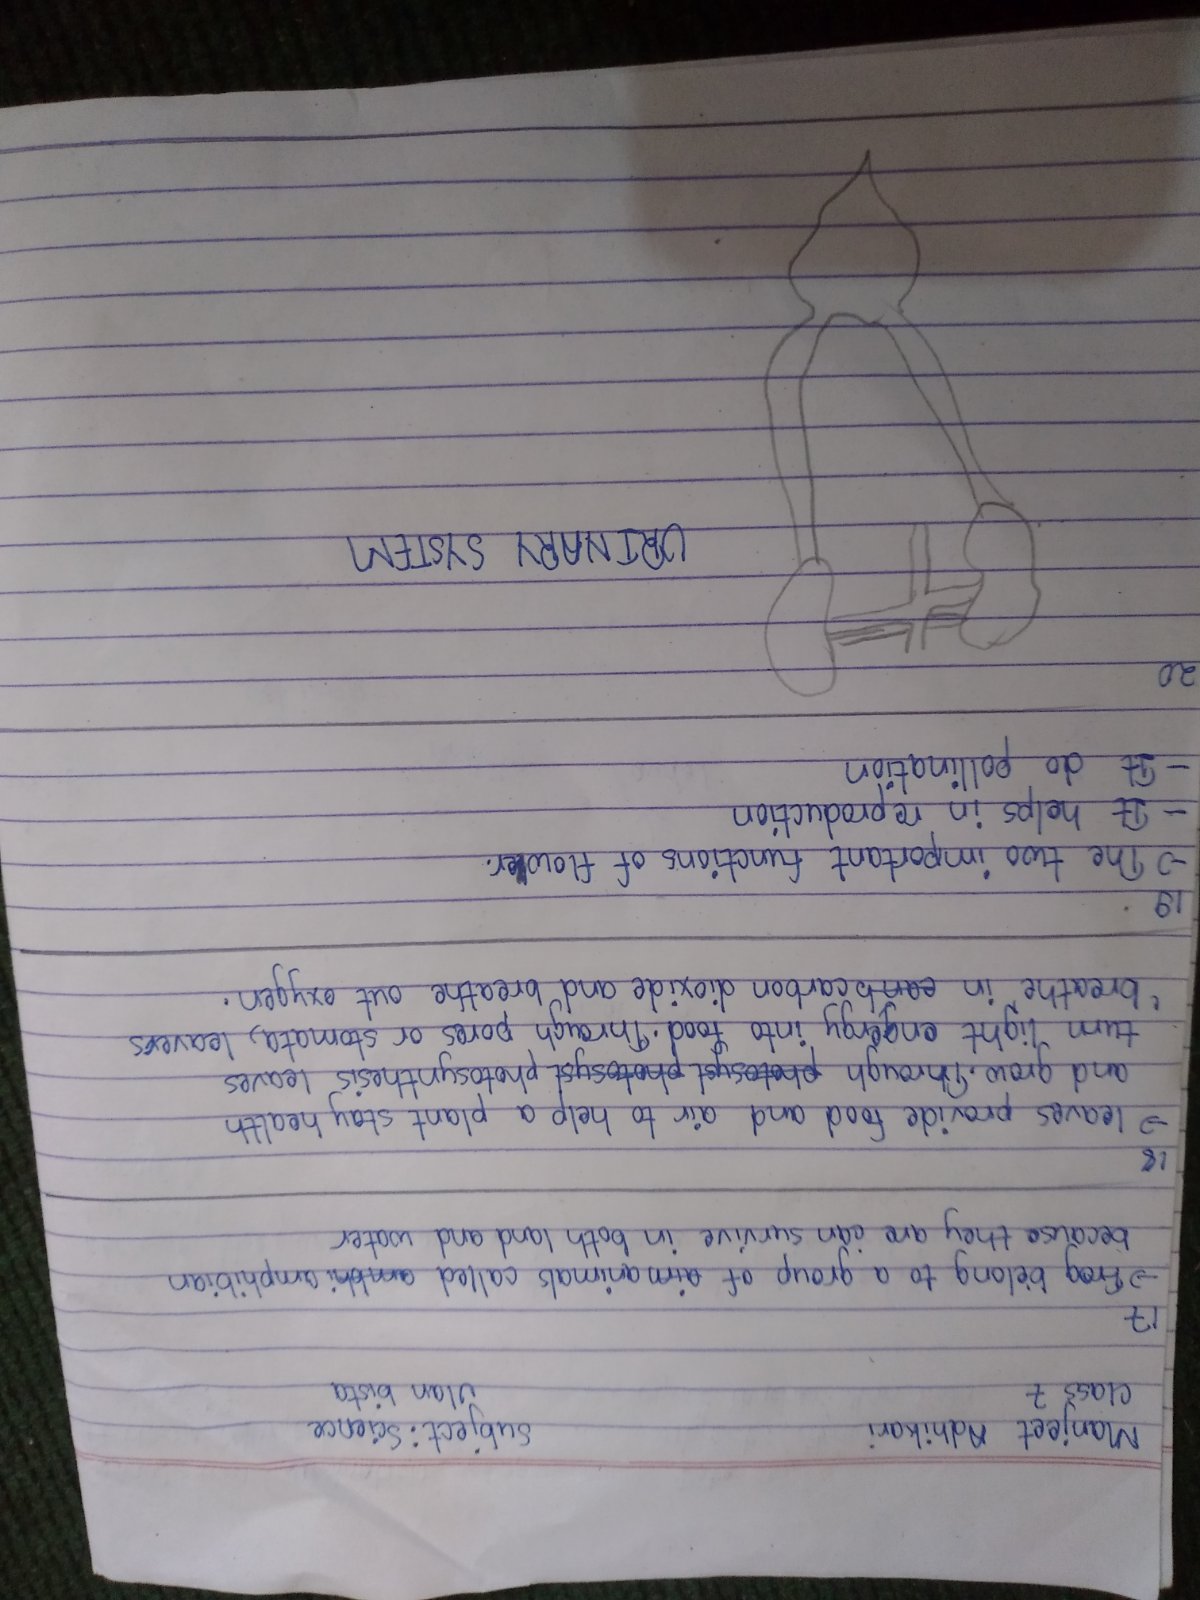 Manjeet Adhikari Subject: Science
Class 7 bista
17
→ Frog belong to a group of aim animals called ambhi amphibian
because they are can survive in both land and water
18
→ leaves provide food and air to help a plant stay health
and grow. Through photosyst photosyst photosynthesis leaves
turn light energy into food. Through pores or stomata, leaves
breathe in carb carbon dioxide and breathe out oxygen.
19
→ The two important functions of flower.
- It helps in reproduction
- It do pollination
20
URINARY SYSTEM